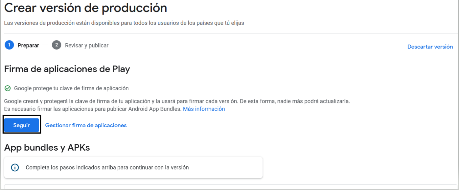 Crear versión de producción
Las versiones de producción están disponibles para todos los usuarios de los países que tú elijas
1 Preparar 2 Revisar y publicar Descartar versión
Firma de aplicaciones de Play
Google protege tu clave de firma de aplicación
Google creará y protegerá la clave de firma de tu aplicación y la usará para firmar cada versión. De esta forma, nadie más podrá actualizarla.
Es necesario firmar las aplicaciones para publicar Android App Bundles. Más información
Seguir Gestionar firma de aplicaciones
App bundles y APKs
Completa los pasos indicados arriba para continuar con la versión